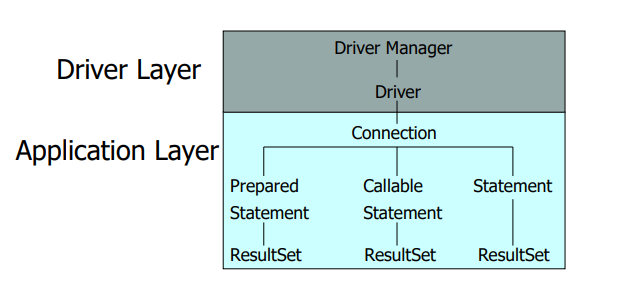 Driver Layer
Driver Manager
Driver
Application Layer
Connection
Prepared
Statement
Callable
Statement
Statement
ResultSet
ResultSet
ResultSet